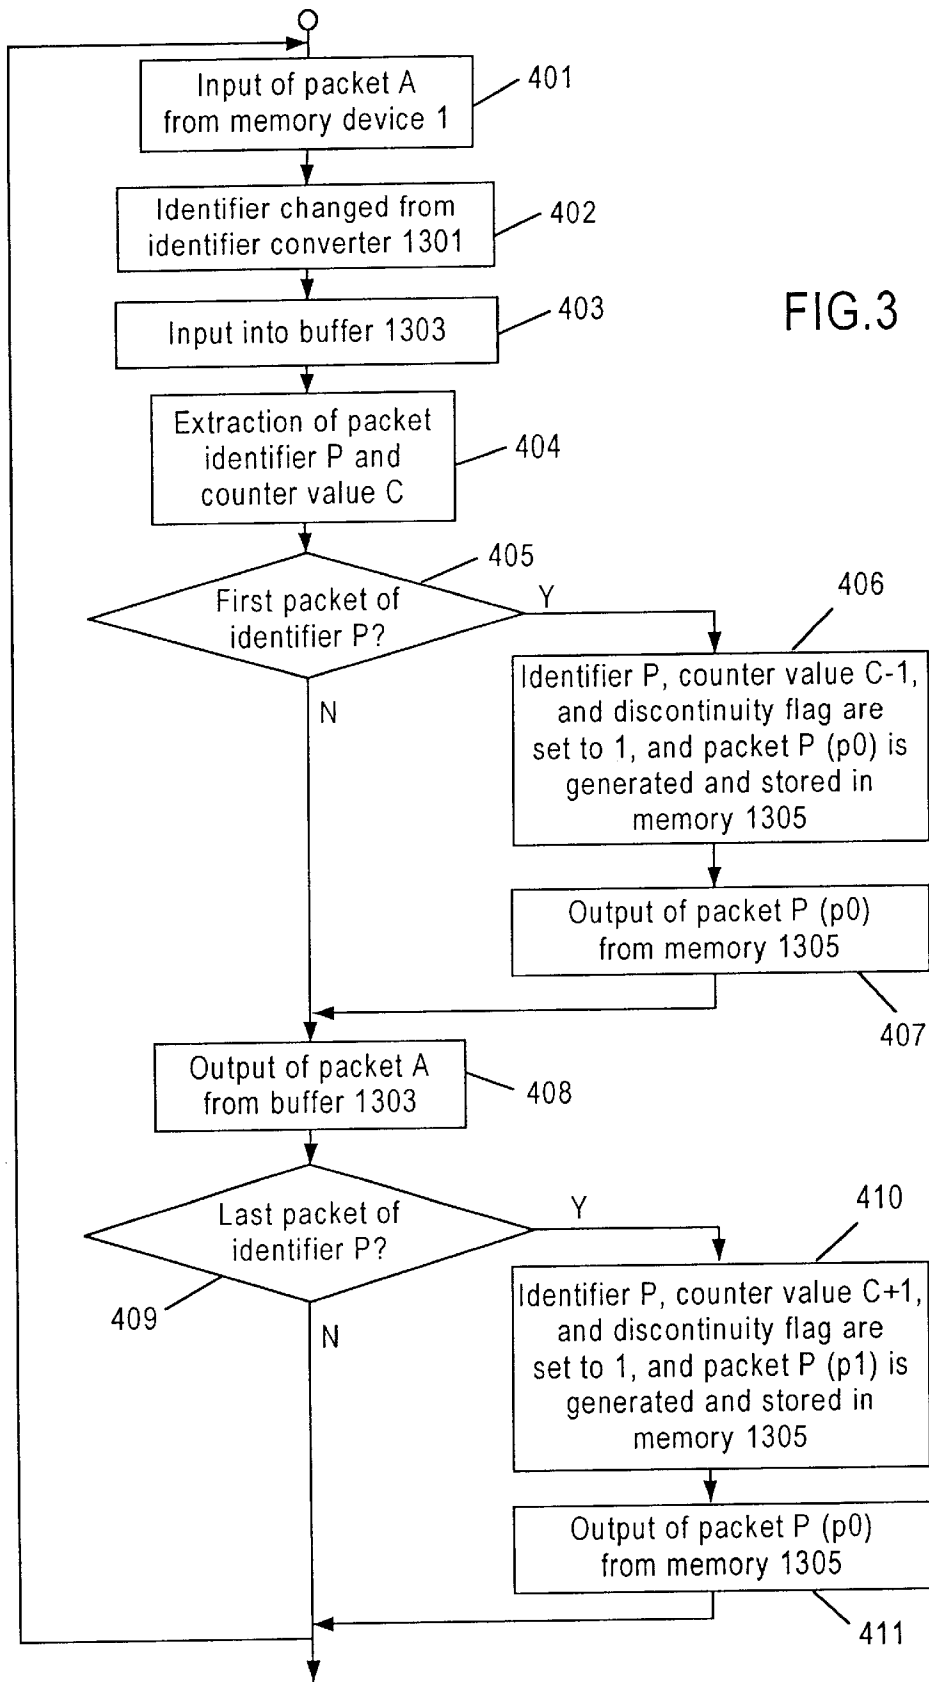 Input of packet A
from memory device 1
401
Identifier changed from
identifier converter 1301
402
FIG.3
Input into buffer 1303
403
Extraction of packet
identifier P and
counter value C
404
405
First packet of
identifier P?
Y
N
406
Identifier P, counter value C-1,
and discontinuity flag are
set to 1, and packet P (p0) is
generated and stored in
memory 1305
Output of packet P (p0)
from memory 1305
407
Output of packet A
from buffer 1303
408
Last packet of
identifier P?
Y
409
N
410
Identifier P, counter value C+1,
and discontinuity flag are
set to 1, and packet P (p1) is
generated and stored in
memory 1305
Output of packet P (p0)
from memory 1305
411